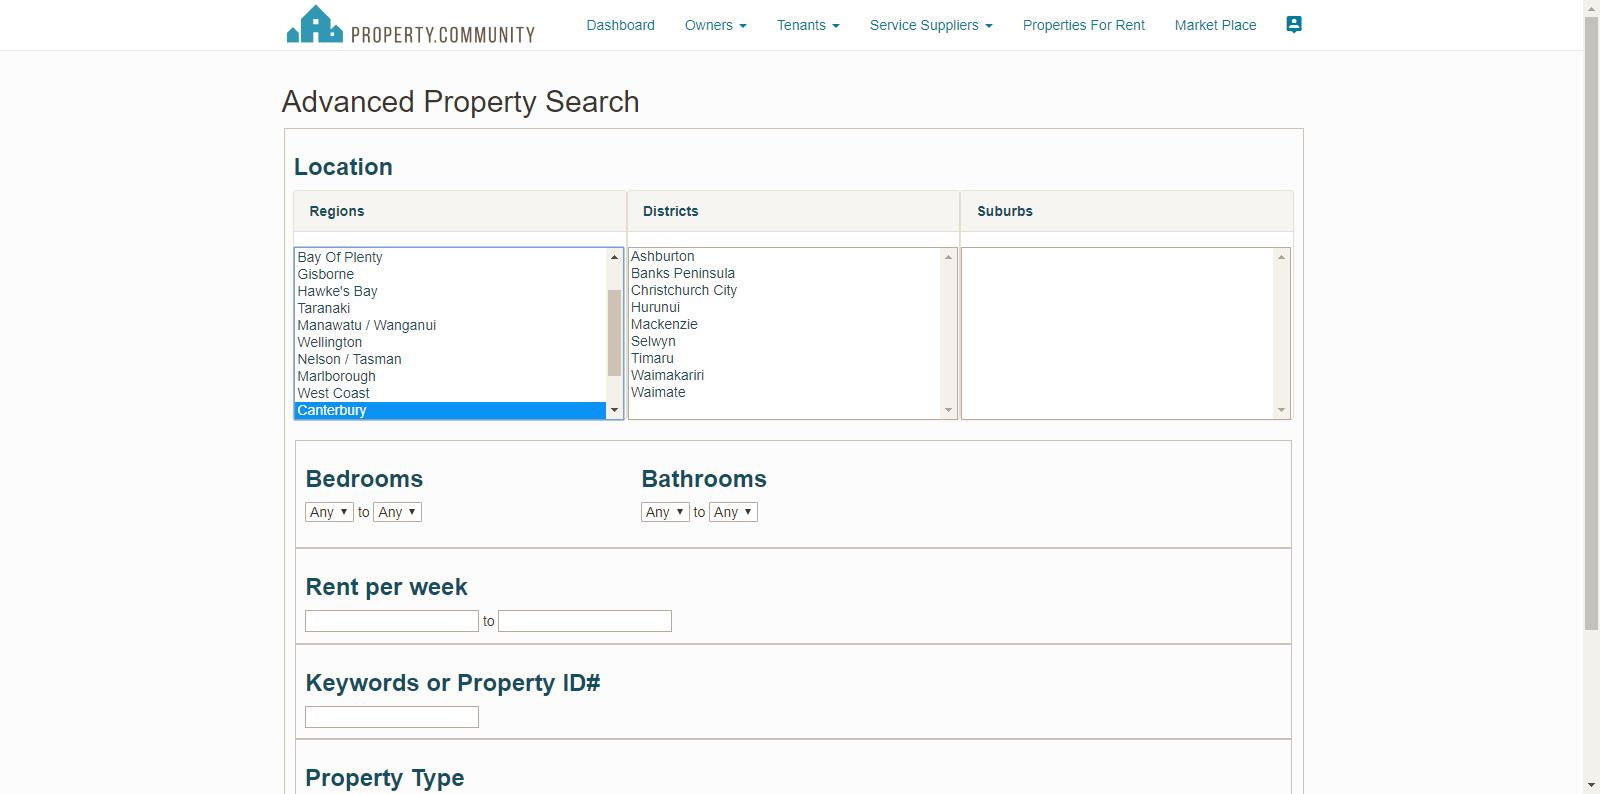 PROPERTY.COMMUNITY
Dashboard Owners Tenants Service Suppliers Properties For Rent Market Place
Advanced Property Search
Location
Regions Districts Suburbs
Bay Of Plenty
Gisborne
Hawke's Bay
Taranaki
Manawatu / Wanganui
Wellington
Nelson / Tasman
Marlborough
West Coast
Canterbury
Ashburton
Banks Peninsula
Christchurch City
Hurunui
Mackenzie
Selwyn
Timaru
Waimakariri
Waimate
Bedrooms
Any to Any
Bathrooms
Any to Any
Rent per week
to
Keywords or Property ID#
Property Type